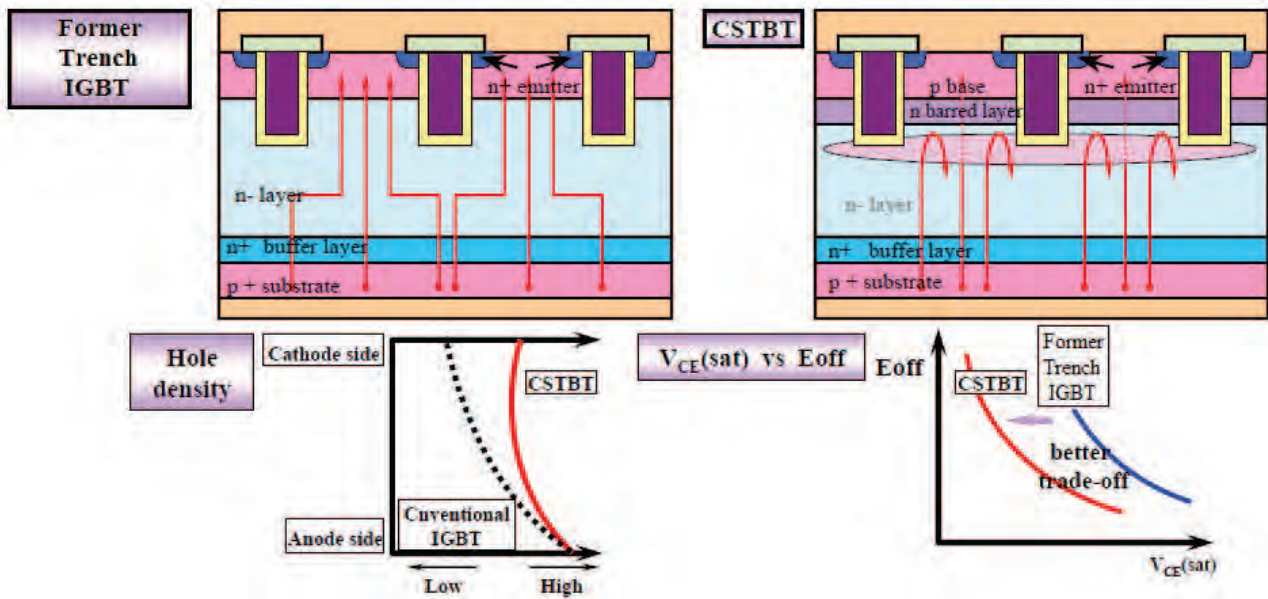 Former
Trench
IGBT
n+ emitter
n- layer
n+ buffer layer
p + substrate
CSTBT
p base
n+ emitter
n barred layer
n- layer
n+ buffer layer
p + substrate
Hole
density
Cathode side
CSTBT
Cnventional
IGBT
Anode side
Low
High
VCE(sat) vs Eoff
Eoff
CSTBT
Former
Trench
IGBT
better
trade-off
VCE(sat)